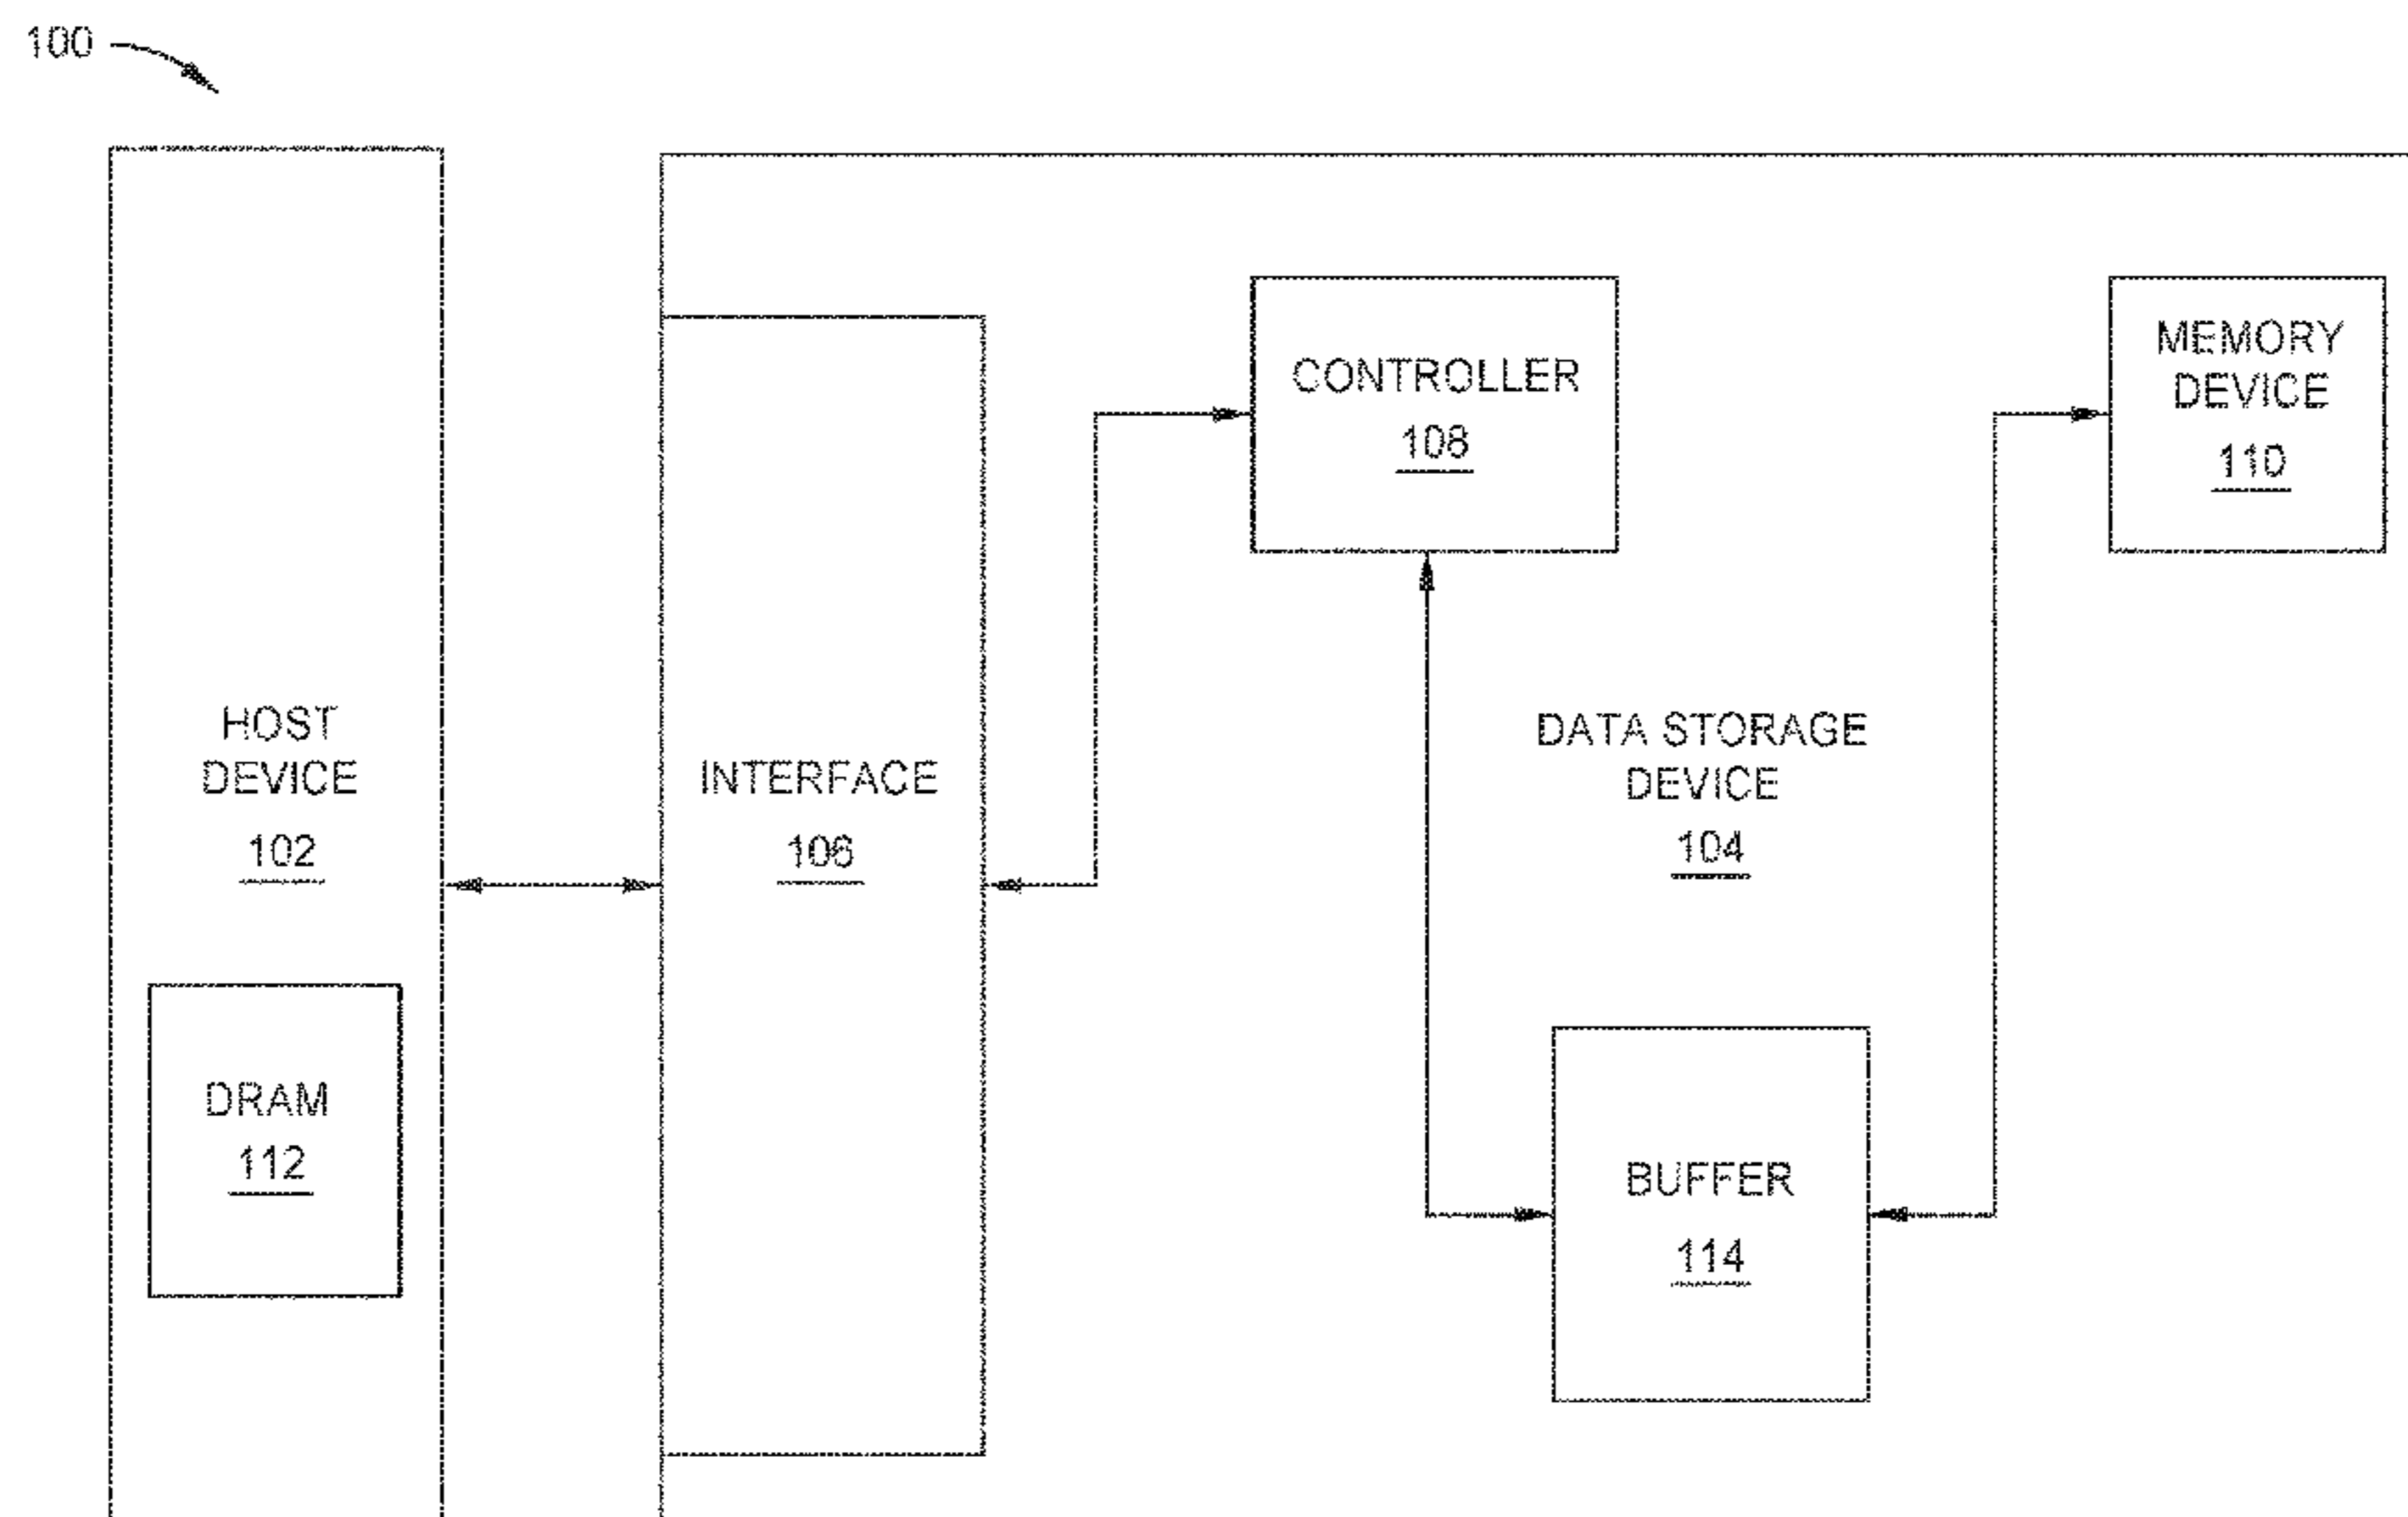 100
HOST
DEVICE
102
DRAM
112
INTERFACE
106
CONTROLLER
108
DATA STORAGE
DEVICE
104
MEMORY
DEVICE
110
BUFFER
114